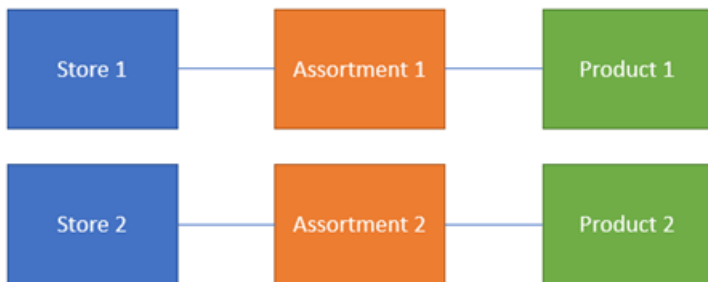 Store 1
Assortment 1
Product 1
Store 2
Assortment 2
Product 2